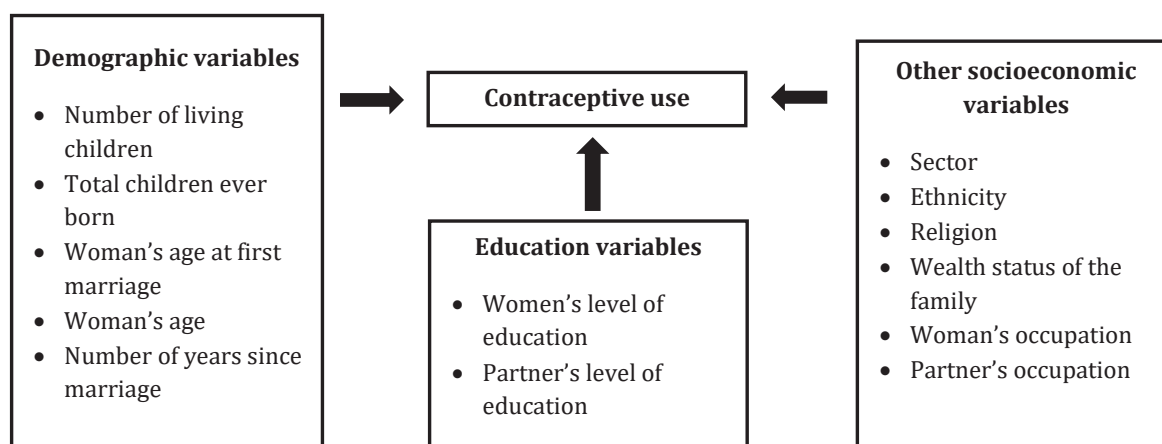 Demographic variables
• Number of living
children
• Total children ever
born
• Woman’s age at first
marriage
• Woman’s age
• Number of years since
marriage
Contraceptive use
Education variables
• Women’s level of
education
• Partner’s level of
education
Other socioeconomic
variables
• Sector
• Ethnicity
• Religion
• Wealth status of the
family
• Woman’s occupation
• Partner’s occupation